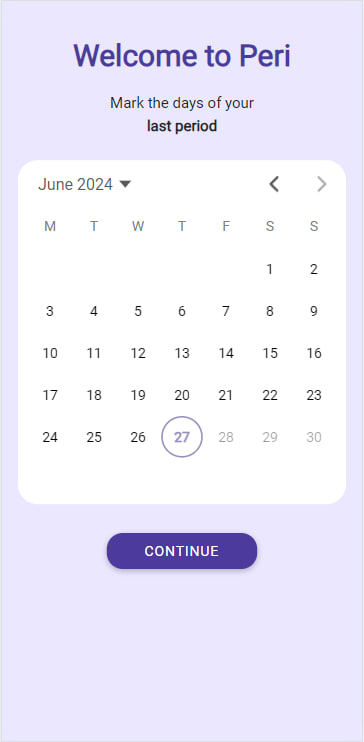 Welcome to Peri
Mark the days of your
last period
June 2024
M T W T F S S
1 2
3 4 5 6 7 8 9
10 11 12 13 14 15 16
17 18 19 20 21 22 23
24 25 26 27 28 29 30
CONTINUE